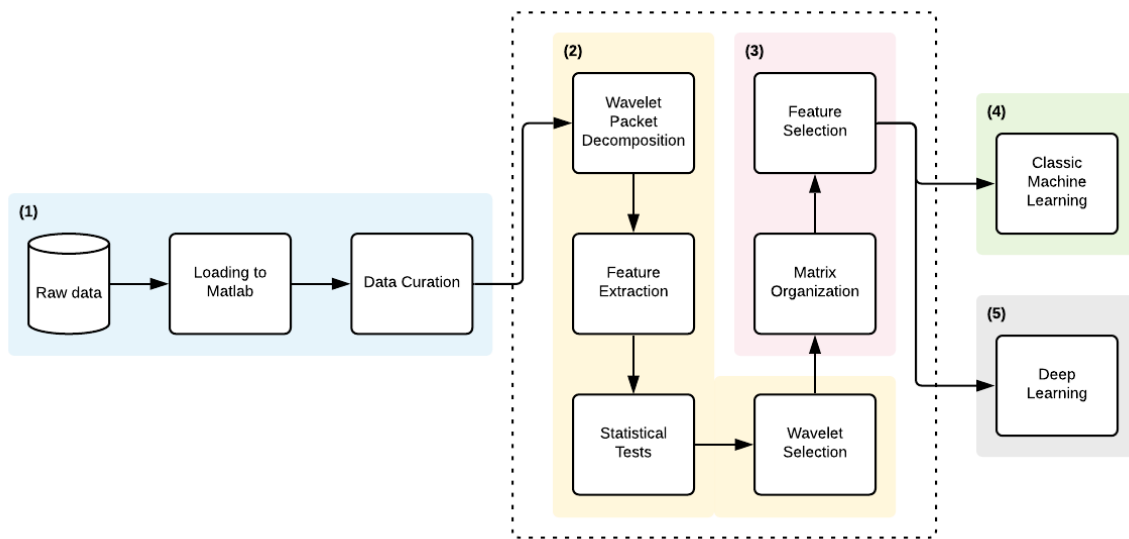 (1)
Raw data
Loading to
Matlab
Data Curation
(2)
Wavelet
Packet
Decomposition
Feature
Extraction
Statistical
Tests
Wavelet
Selection
(3)
Matrix
Organization
Feature
Selection
(4)
Classic
Machine
Learning
(5)
Deep
Learning